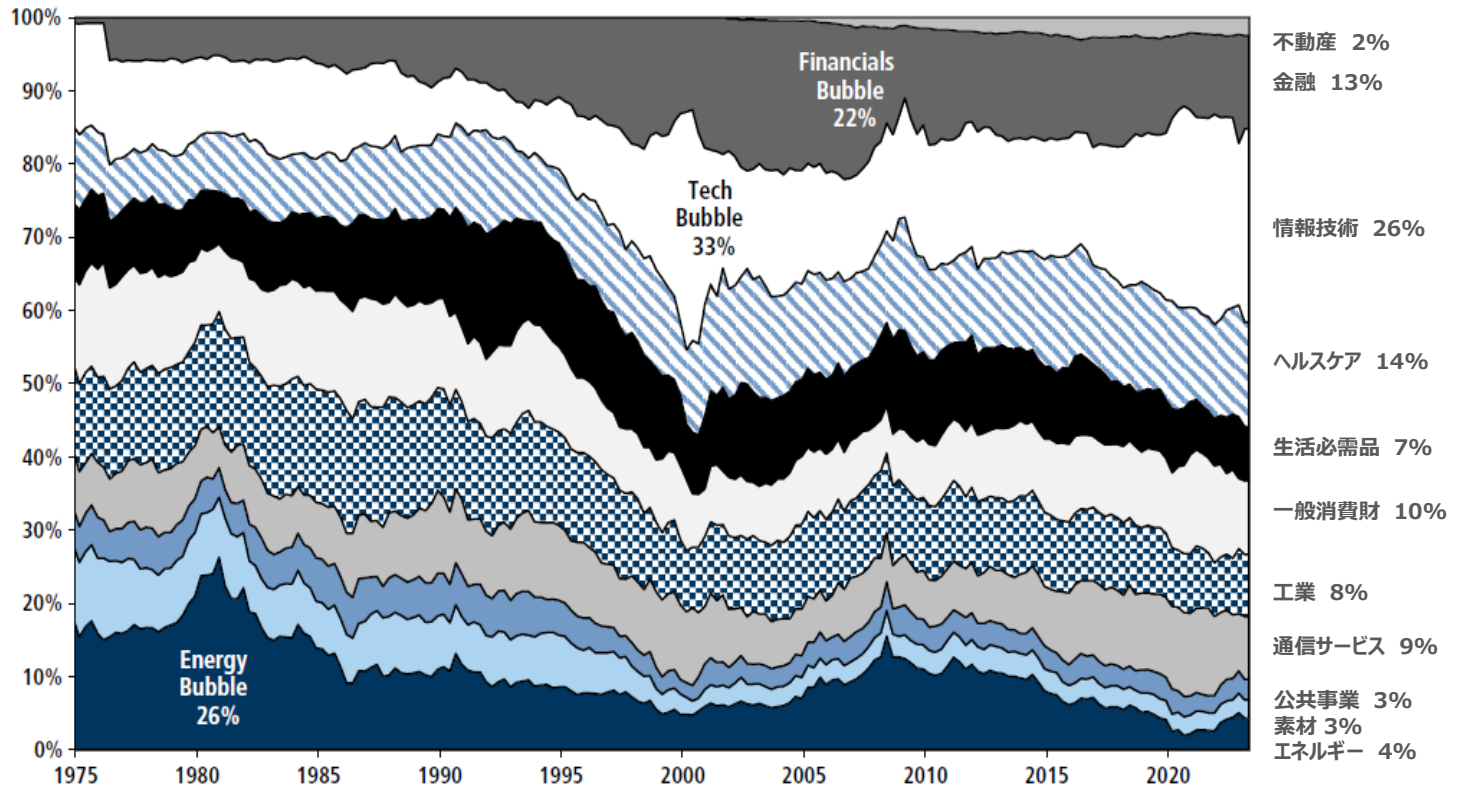 100%
90%
80%
70%
60%
50%
40%
30%
20%
10%
0%
1975
1980
1985
1990
1995
2000
2005
2010
2015
2020
Financials
Bubble
22%
Tech
Bubble
33%
Energy
Bubble
26%
不動産 2%
金融 13%
情報技術 26%
ヘルスケア 14%
生活必需品 7%
一般消費財 10%
工業 8%
通信サービス 9%
公共事業 3%
素材 3%
エネルギー 4%